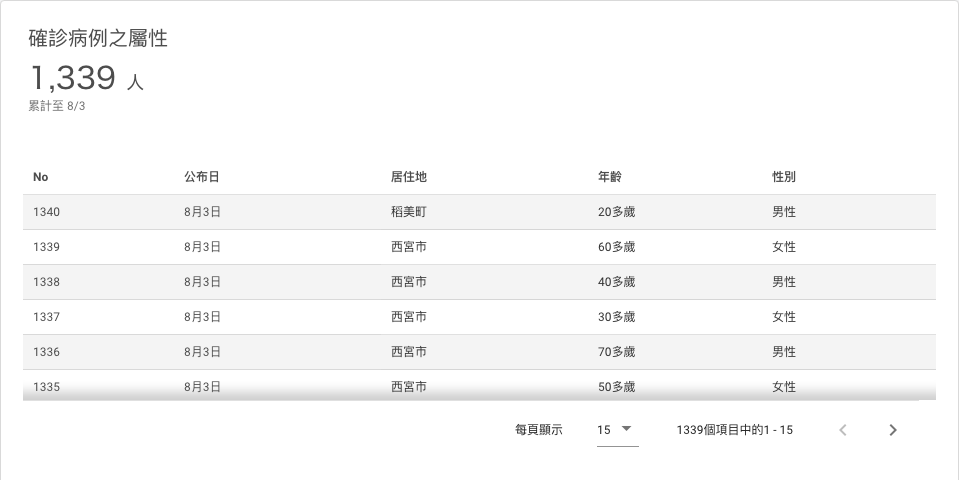 確診病例之屬性
1,339 人
累計至 8/3
No 公布日 居住地 年齡 性別
1340 8月3日 稻美町 20多歲 男性
1339 8月3日 西宮市 60多歲 女性
1338 8月3日 西宮市 40多歲 男性
1337 8月3日 西宮市 30多歲 女性
1336 8月3日 西宮市 70多歲 男性
1335 8月3日 西宮市 50多歲 女性
每頁顯示 15 1339個項目中的1 - 15